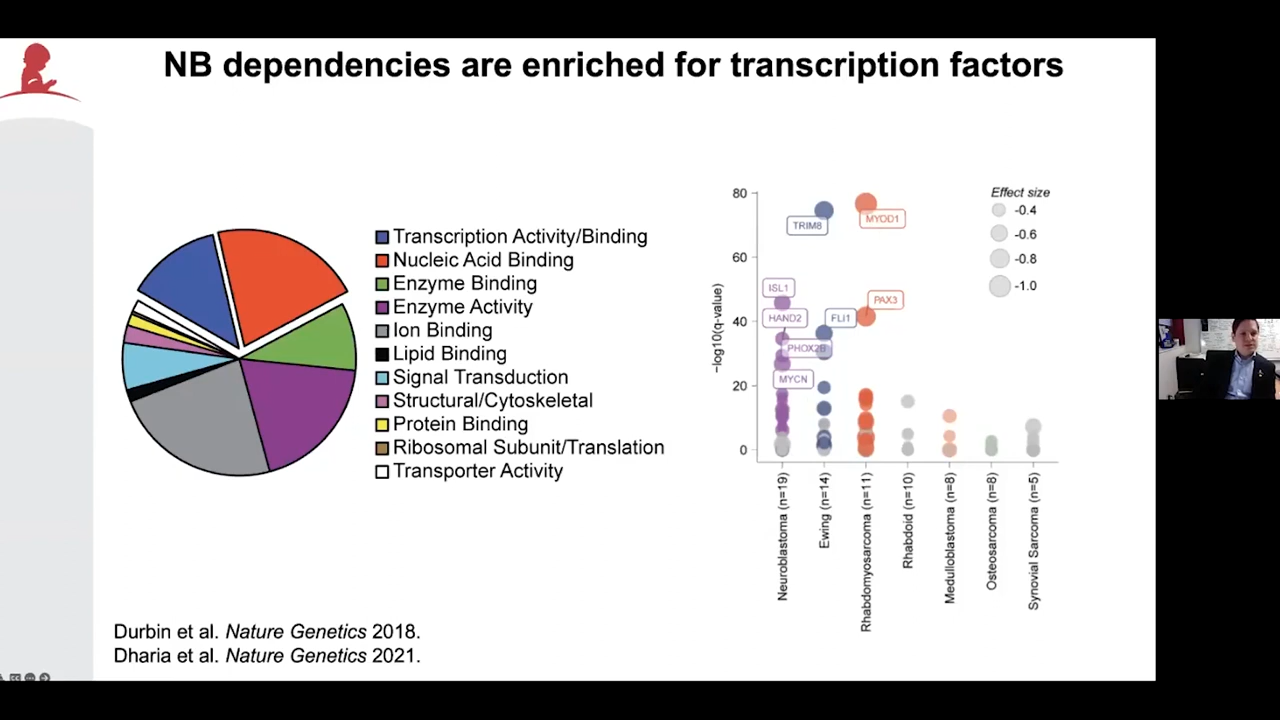 NB dependencies are enriched for transcription factors
Transcription Activity/Binding
Nucleic Acid Binding
Enzyme Binding
Enzyme Activity
Ion Binding
Lipid Binding
Signal Transduction
Structural/Cytoskeletal
Protein Binding
Ribosomal Subunit/Translation
Transporter Activity
−log10(q-value)
80
60
40
20
0
TRIM8
MYOD1
ISL1
PAX3
HAND2
FLI1
PHOX2B
MYCN
Effect size
-0.4
-0.6
-0.8
-1.0
Neuroblastoma (n=19)
Ewing (n=14)
Rhabdomyosarcoma (n=11)
Rhabdoid (n=10)
Medulloblastoma (n=8)
Osteosarcoma (n=8)
Synovial Sarcoma (n=5)
Durbin et al. Nature Genetics 2018.
Dharia et al. Nature Genetics 2021.